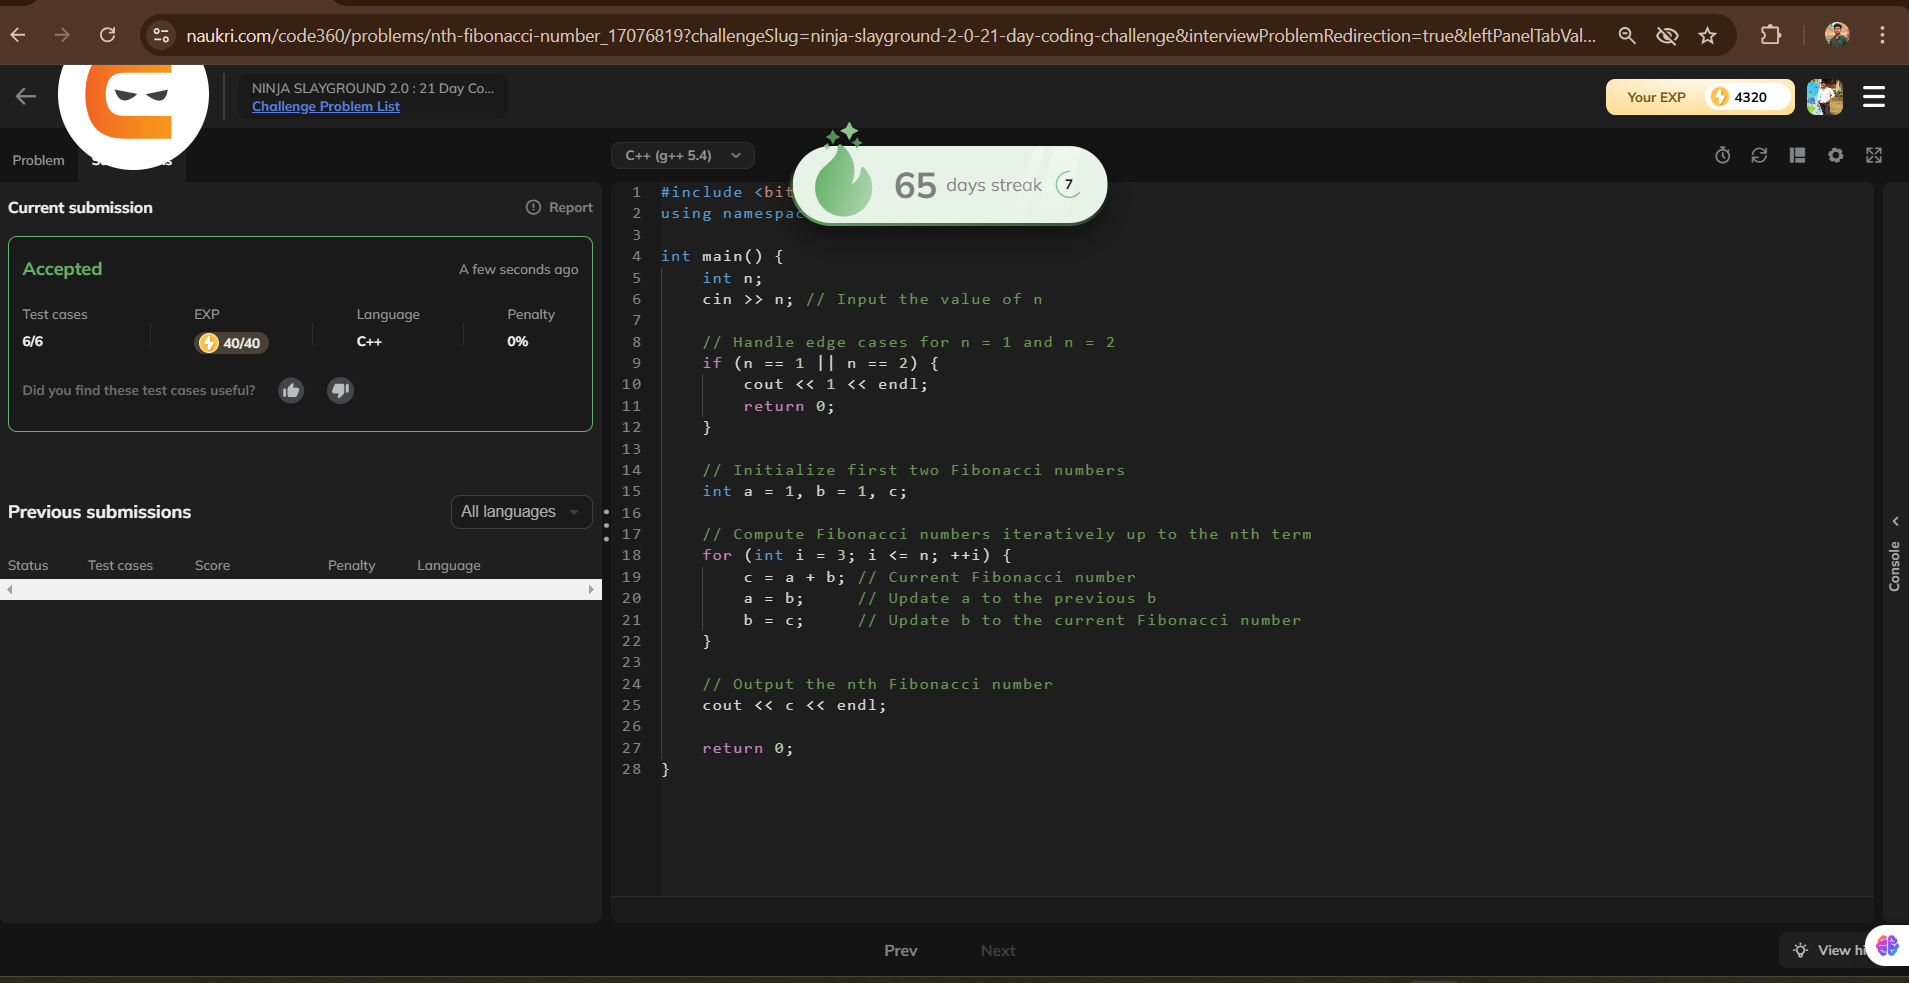 naukri.com/code360/problems/nth-fibonacci-number_17076819?challengeSlug=ninja-slayground-2-0-21-day-coding-challenge&interviewProblemRedirection=true&leftPanelTabVal...
NINJA SLAYGROUND 2.0 : 21 Day Co...
Challenge Problem List
Your EXP
4320
Problem
C++ (g++ 5.4)
65 days streak 7
Current submission
Report
Accepted
A few seconds ago
Test cases
EXP
Language
Penalty
6/6
40/40
C++
0%
Did you find these test cases useful?
Previous submissions
All languages
Status
Test cases
Score
Penalty
Language
1 #include <bit
2 using namespac
3
4 int main() {
5 int n;
6 cin >> n; // Input the value of n
7
8 // Handle edge cases for n = 1 and n = 2
9 if (n == 1 || n == 2) {
10 cout << 1 << endl;
11 return 0;
12 }
13
14 // Initialize first two Fibonacci numbers
15 int a = 1, b = 1, c;
16
17 // Compute Fibonacci numbers iteratively up to the nth term
18 for (int i = 3; i <= n; ++i) {
19 c = a + b; // Current Fibonacci number
20 a = b; // Update a to the previous b
21 b = c; // Update b to the current Fibonacci number
22 }
23
24 // Output the nth Fibonacci number
25 cout << c << endl;
26
27 return 0;
28 }
Console
Prev
Next
View hi